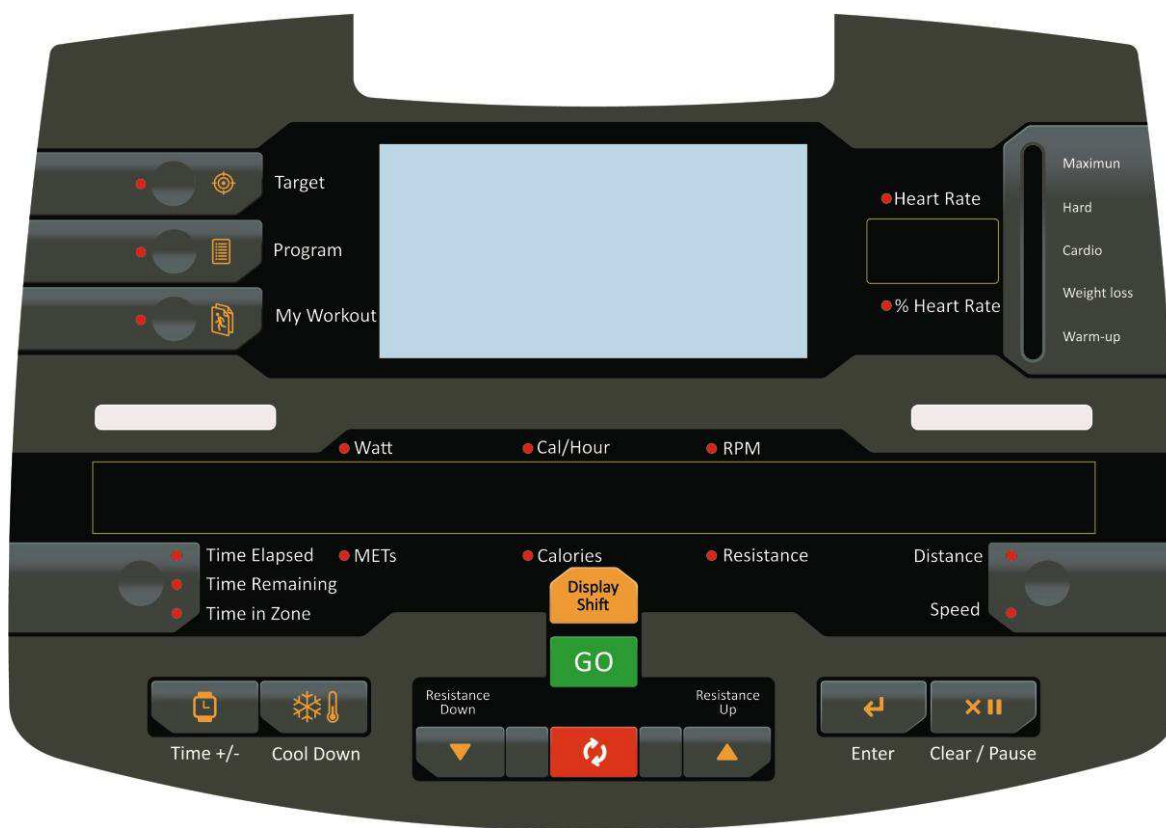 Target
Program
My Workout
Heart Rate
% Heart Rate
Maximun
Hard
Cardio
Weight loss
Warm-up
Watt
Cal/Hour
RPM
Time Elapsed
METs
Calories
Resistance
Distance
Time Remaining
Time in Zone
Speed
Display
Shift
GO
Resistance
Down
Resistance
Up
Time +/-
Cool Down
Enter
Clear / Pause